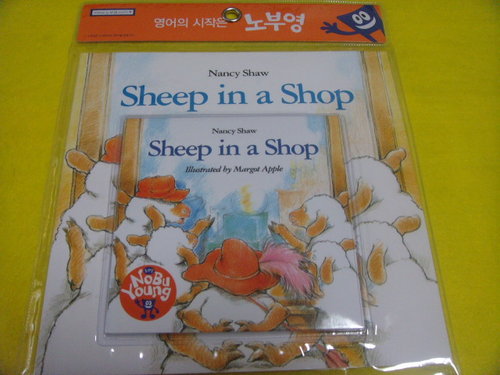 영어의 시작은 노부영
Nancy Shaw
Sheep in a Shop
Nancy Shaw
Sheep in a Shop
Illustrated by Margot Apple
NoBu
Young